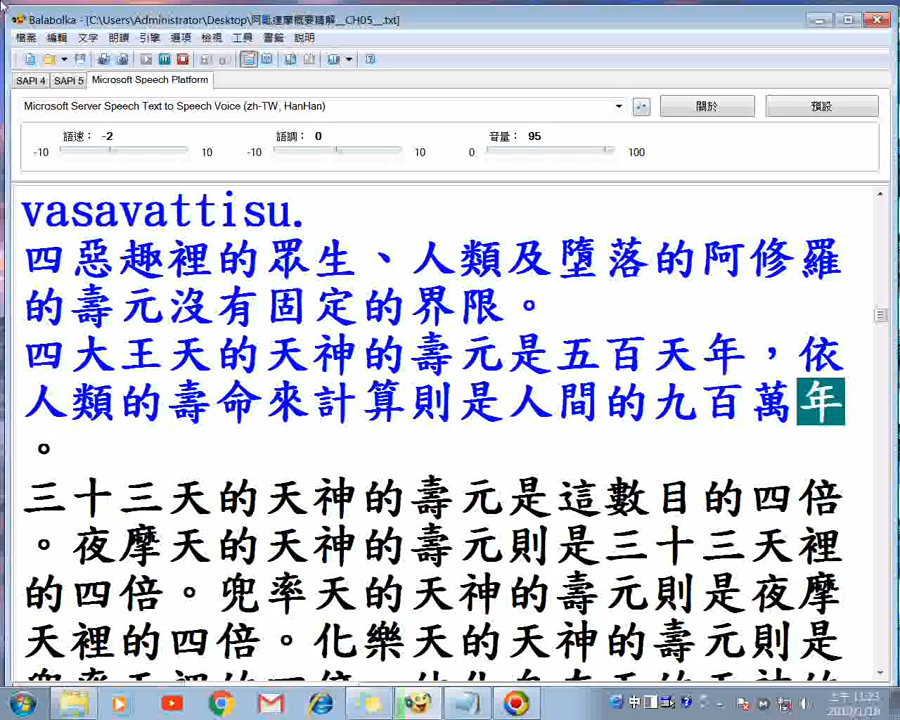 Balabolka - [C:\Users\Administrator\Desktop\阿毗達摩概要精解__CH05__.txt]
檔案 編輯 文字 朗讀 引擎 選項 檢視 工具 書籤 說明
SAPI 4 SAPI 5 Microsoft Speech Platform
Microsoft Server Speech Text to Speech Voice (zh-TW, HanHan) 關於 預設
語速： -2 語調： 0 音量： 95
-10 10 -10 10 0 100
vasavattisu.
四惡趣裡的眾生、人類及墮落的阿修羅
的壽元沒有固定的界限。
四大王天的天神的壽元是五百天年，依
人類的壽命來計算則是人間的九百萬年
。
三十三天的天神的壽元是這數目的四倍
。夜摩天的天神的壽元則是三十三天裡
的四倍。兜率天的天神的壽元則是夜摩
天裡的四倍。化樂天的天神的壽元則是
中
上午 11:23